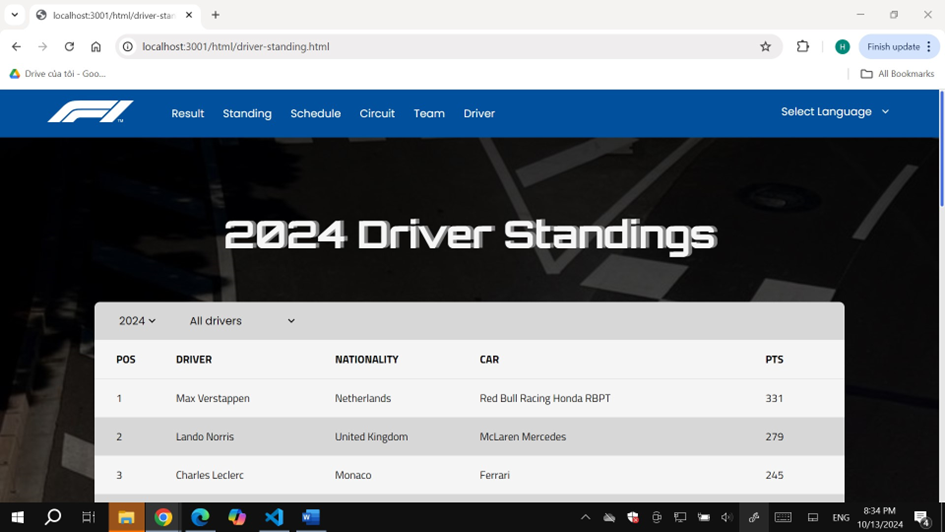 localhost:3001/html/driver-stan
localhost:3001/html/driver-standing.html
H
Finish update
Drive của tôi - Goo...
All Bookmarks
F1 TM
Result Standing Schedule Circuit Team Driver
Select Language
2024 Driver Standings
2024 All drivers
POS DRIVER NATIONALITY CAR PTS
1 Max Verstappen Netherlands Red Bull Racing Honda RBPT 331
2 Lando Norris United Kingdom McLaren Mercedes 279
3 Charles Leclerc Monaco Ferrari 245
ENG
8:34 PM
10/13/2024
4